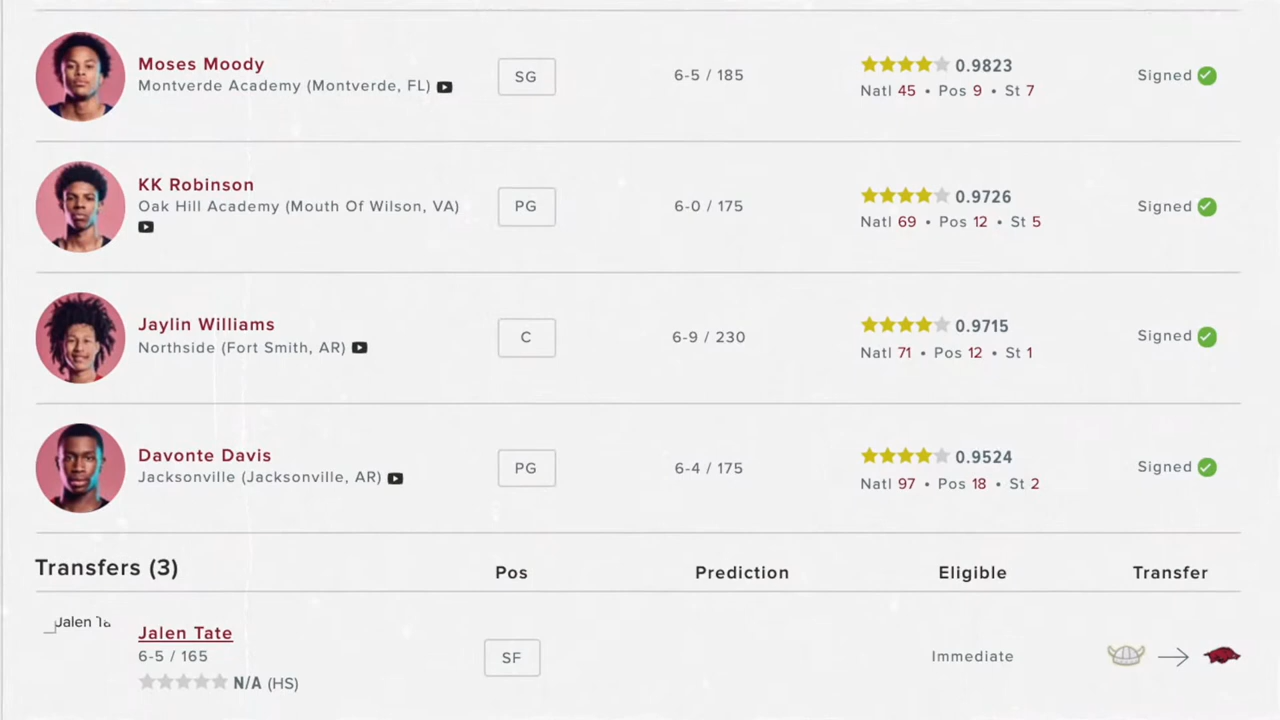 Moses Moody
Montverde Academy (Montverde, FL)
SG
6-5 / 185
0.9823
Natl 45 • Pos 9 • St 7
Signed
KK Robinson
Oak Hill Academy (Mouth Of Wilson, VA)
PG
6-0 / 175
0.9726
Natl 69 • Pos 12 • St 5
Signed
Jaylin Williams
Northside (Fort Smith, AR)
C
6-9 / 230
0.9715
Natl 71 • Pos 12 • St 1
Signed
Davonte Davis
Jacksonville (Jacksonville, AR)
PG
6-4 / 175
0.9524
Natl 97 • Pos 18 • St 2
Signed
Transfers (3) Pos Prediction Eligible Transfer
Jalen Ta
Jalen Tate
6-5 / 165
N/A (HS)
SF
Immediate